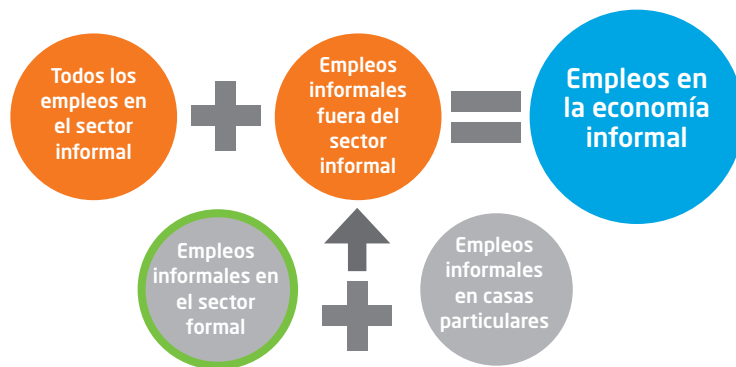 Todos los
empleos en
el sector
informal
Empleos
informales
fuera del
sector
informal
Empleos en
la economía
informal
Empleos
informales en
el sector
formal
Empleos
informales
en casas
particulares